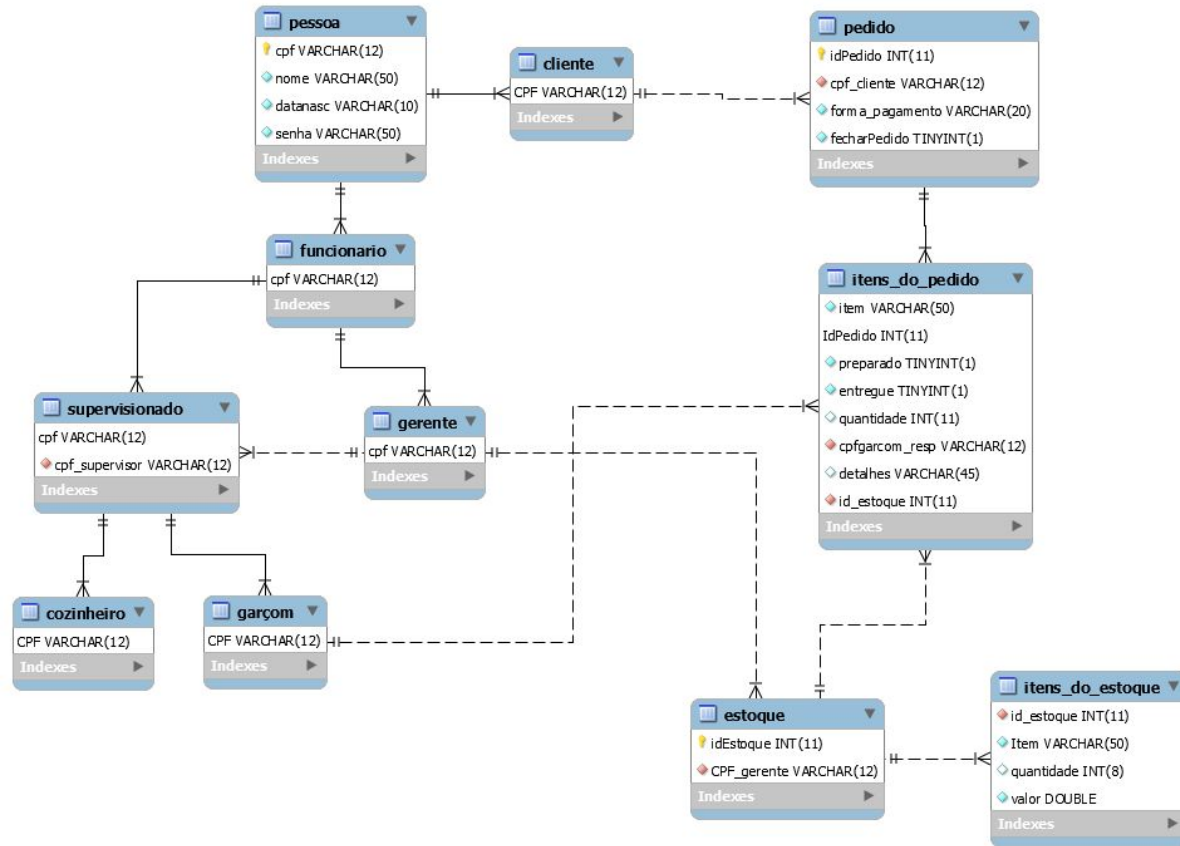 pessoa
cpf VARCHAR(12)
nome VARCHAR(50)
datanasc VARCHAR(10)
senha VARCHAR(50)
Indexes
cliente
CPF VARCHAR(12)
Indexes
pedido
idPedido INT(11)
cpf_cliente VARCHAR(12)
forma_pagamento VARCHAR(20)
fecharPedido TINYINT(1)
Indexes
funcionario
cpf VARCHAR(12)
Indexes
itens_do_pedido
item VARCHAR(50)
IdPedido INT(11)
preparado TINYINT(1)
entregue TINYINT(1)
quantidade INT(11)
cpfgarcom_resp VARCHAR(12)
detalhes VARCHAR(45)
id_estoque INT(11)
Indexes
supervisionado
cpf VARCHAR(12)
cpf_supervisor VARCHAR(12)
Indexes
gerente
cpf VARCHAR(12)
Indexes
cozinheiro
CPF VARCHAR(12)
Indexes
garçom
CPF VARCHAR(12)
Indexes
estoque
idEstoque INT(11)
CPF_gerente VARCHAR(12)
Indexes
itens_do_estoque
id_estoque INT(11)
Item VARCHAR(50)
quantidade INT(8)
valor DOUBLE
Indexes